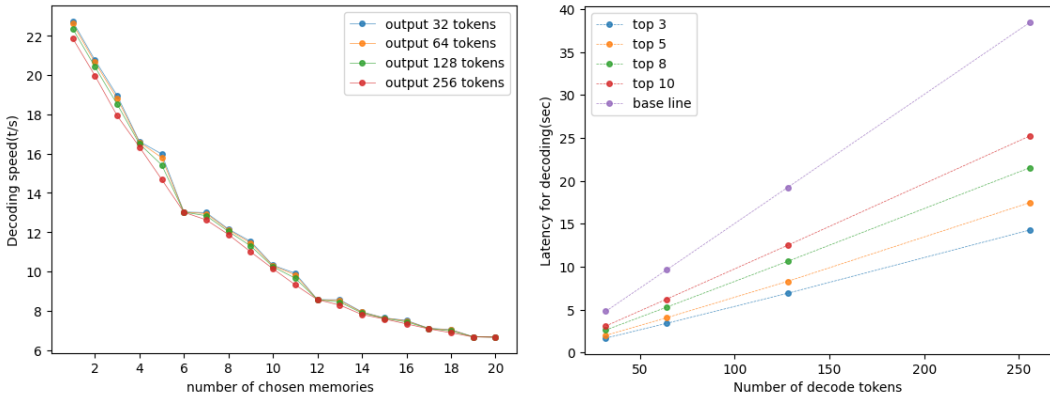 22
20
18
16
14
12
10
8
6
Decoding speed(t/s)
output 32 tokens
output 64 tokens
output 128 tokens
output 256 tokens
2 4 6 8 10 12 14 16 18 20
number of chosen memories
40
35
30
25
20
15
10
5
0
Latency for decoding(sec)
top 3
top 5
top 8
top 10
base line
50 100 150 200 250
Number of decode tokens